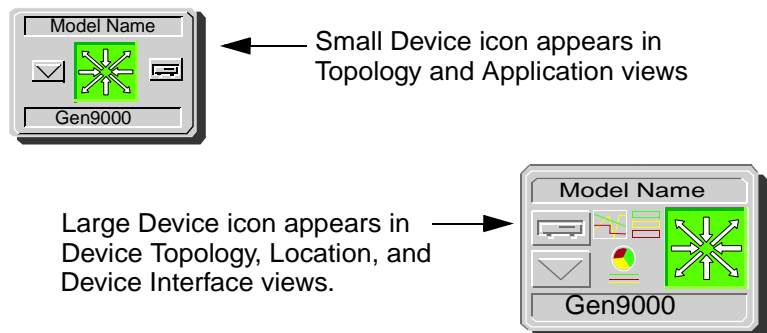 Model Name
Gen9000
Small Device icon appears in
Topology and Application views
Large Device icon appears in
Device Topology, Location, and
Device Interface views.
Model Name
Gen9000